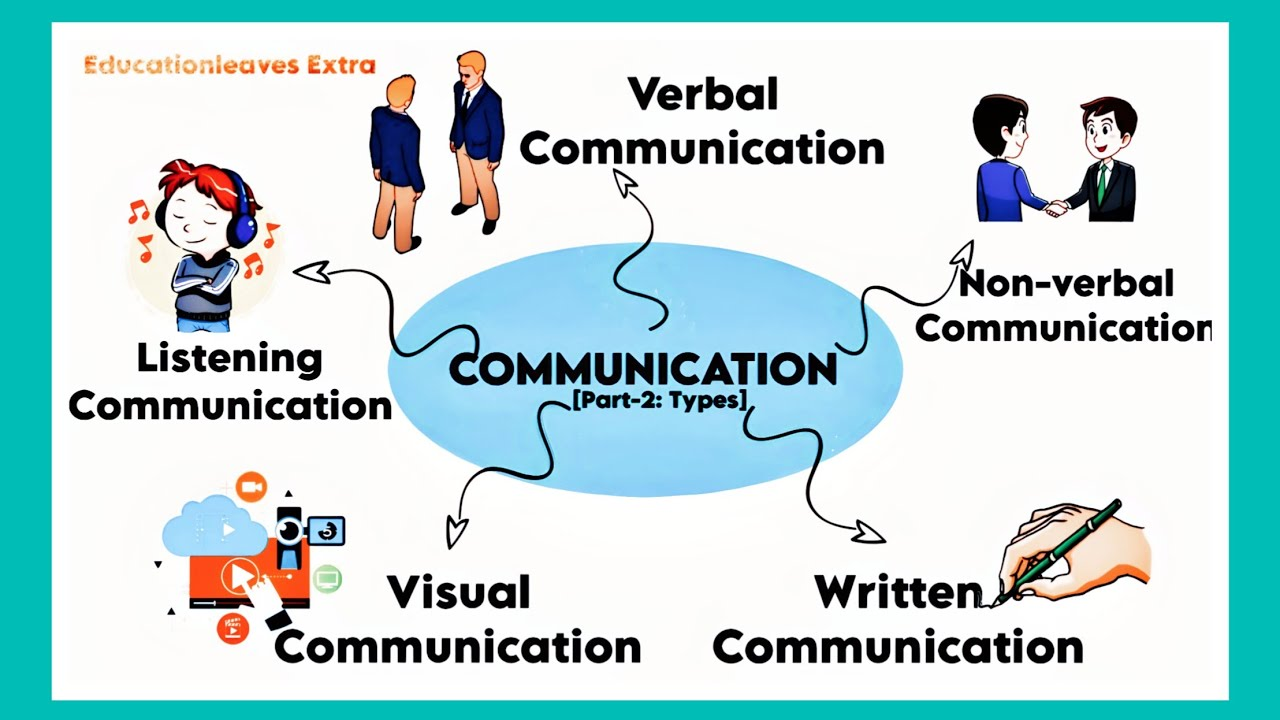 Educationleaves Extra
Verbal
Communication
Non-verbal
Communication
Listening
Communication
COMMUNICATION
[Part-2: Types]
Visual
Communication
Written
Communication